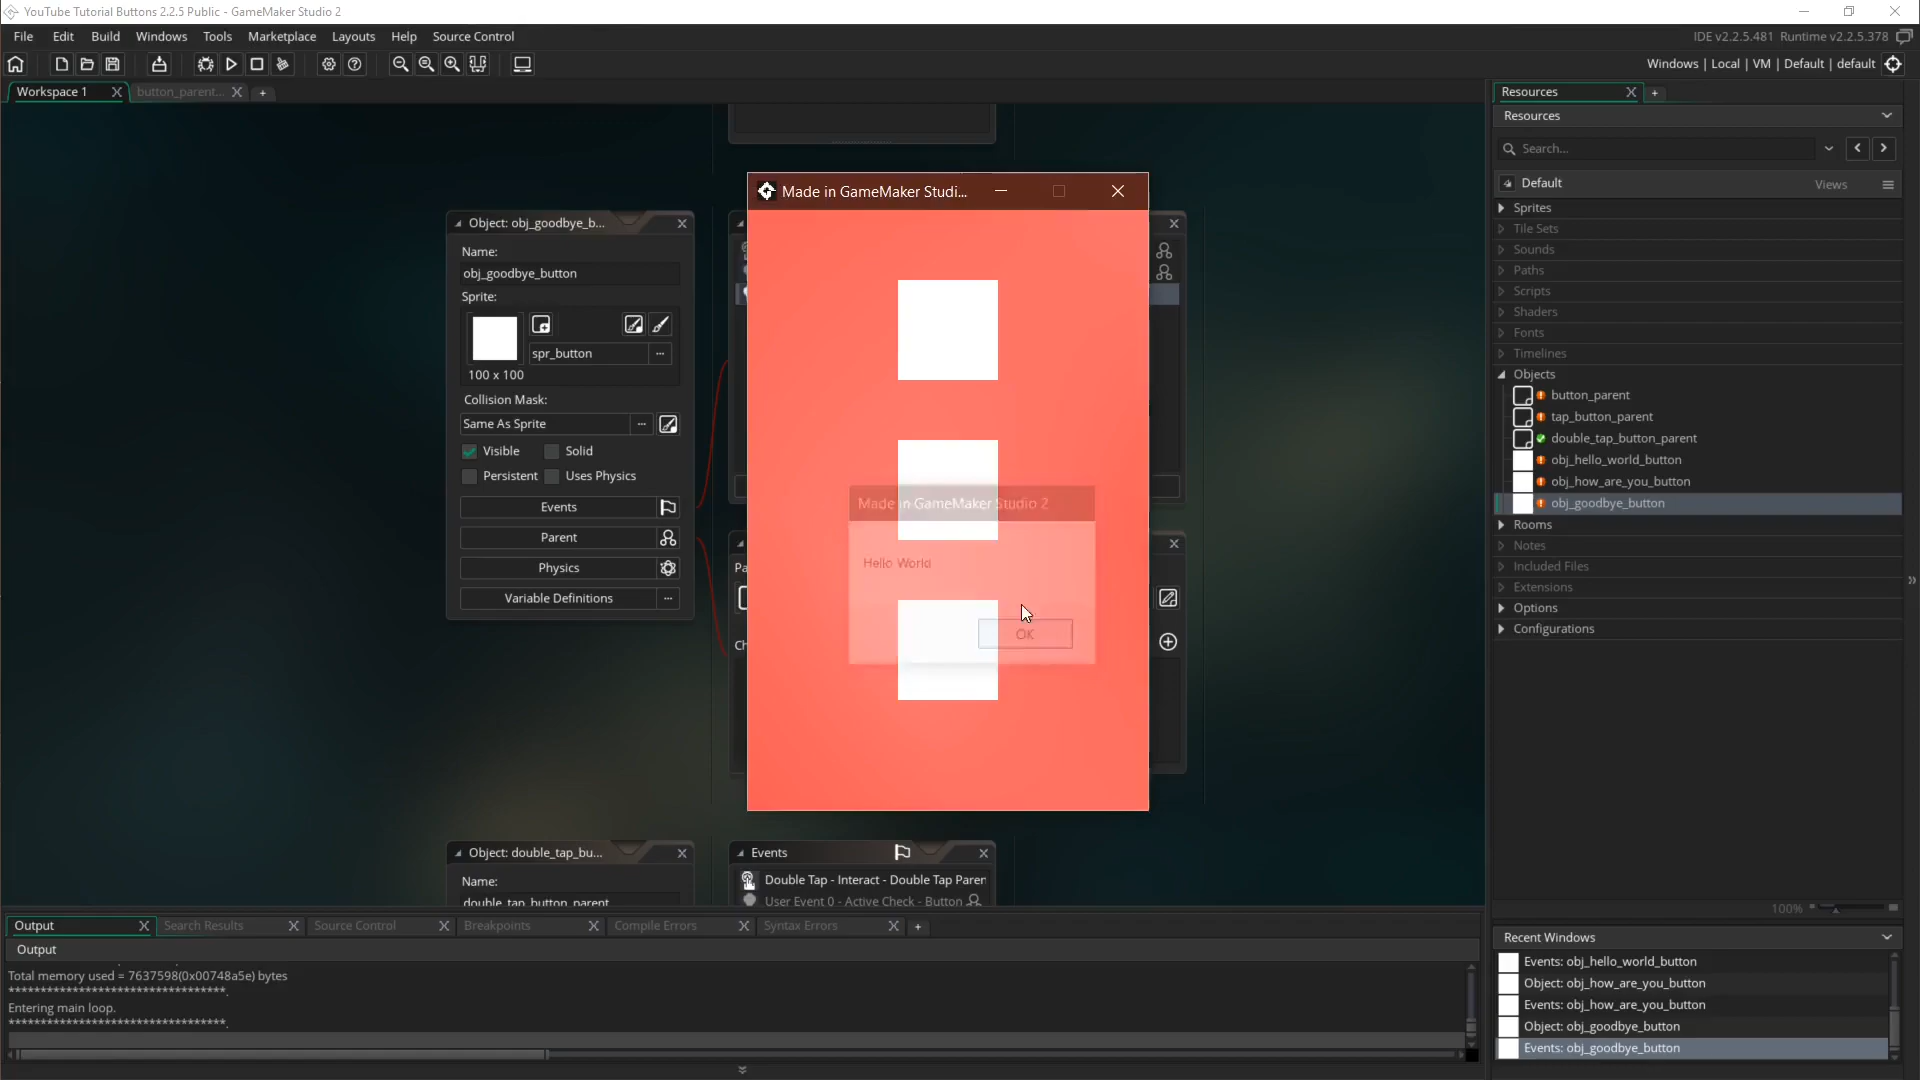 YouTube Tutorial Buttons 2.2.5 Public - GameMaker Studio 2
File Edit Build Windows Tools Marketplace Layouts Help Source Control
IDE v2.2.5.481 Runtime v2.2.5.378
Windows | Local | VM | Default | default
Workspace 1
button_parent...
Resources
Resources
Search...
Default
Views
Sprites
Tile Sets
Sounds
Paths
Scripts
Shaders
Fonts
Timelines
Objects
button_parent
tap_button_parent
double_tap_button_parent
obj_hello_world_button
obj_how_are_you_button
obj_goodbye_button
Rooms
Notes
Included Files
Extensions
Options
Configurations
100%
Object: obj_goodbye_b...
Name:
obj_goodbye_button
Sprite:
spr_button
100 x 100
Collision Mask:
Same As Sprite
Visible Solid
Persistent Uses Physics
Events
Parent
Physics
Variable Definitions
Pa
Ch
Made in GameMaker Studi...
Made in GameMaker Studio 2
Hello World
OK
Object: double_tap_bu...
Name:
double_tap_button_parent
Events
Double Tap - Interact - Double Tap Paren
User Event 0 - Active Check - Button
Output
Search Results
Source Control
Breakpoints
Compile Errors
Syntax Errors
Output
Total memory used = 7637598(0x00748a5e) bytes
**********************************.
Entering main loop.
**********************************.
Recent Windows
Events: obj_hello_world_button
Object: obj_how_are_you_button
Events: obj_how_are_you_button
Object: obj_goodbye_button
Events: obj_goodbye_button